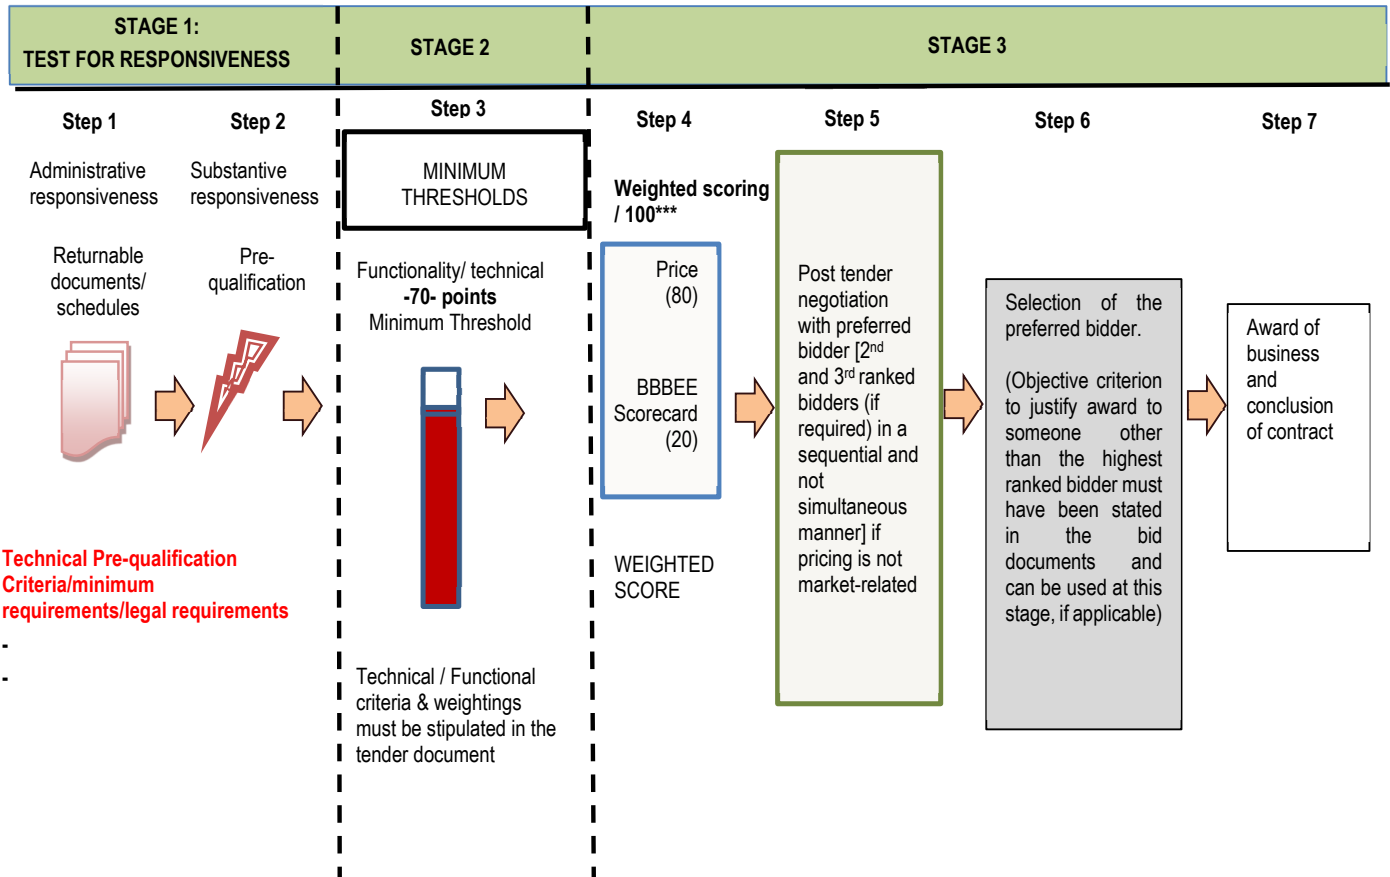 STAGE 1:
TEST FOR RESPONSIVENESS
STAGE 2
STAGE 3
Step 1
Step 2
Step 3
Step 4
Step 5
Step 6
Step 7
Administrative
responsiveness
Returnable
documents/
schedules
Substantive
responsiveness
Pre-
qualification
Technical Pre-qualification
Criteria/minimum
requirements/legal requirements
-
-
MINIMUM
THRESHOLDS
Functionality/ technical
-70- points
Minimum Threshold
Technical / Functional
criteria & weightings
must be stipulated in the
tender document
Weighted scoring
/ 100***
Price
(80)
BBBEE
Scorecard
(20)
WEIGHTED
SCORE
Post tender
negotiation
with preferred
bidder [2nd
and 3rd ranked
bidders (if
required) in a
sequential and
not
simultaneous
manner] if
pricing is not
market-related
Selection of the
preferred bidder.
(Objective criterion
to justify award to
someone other
than the highest
ranked bidder must
have been stated
in the bid
documents and
can be used at this
stage, if applicable)
Award of
business
and
conclusion
of contract